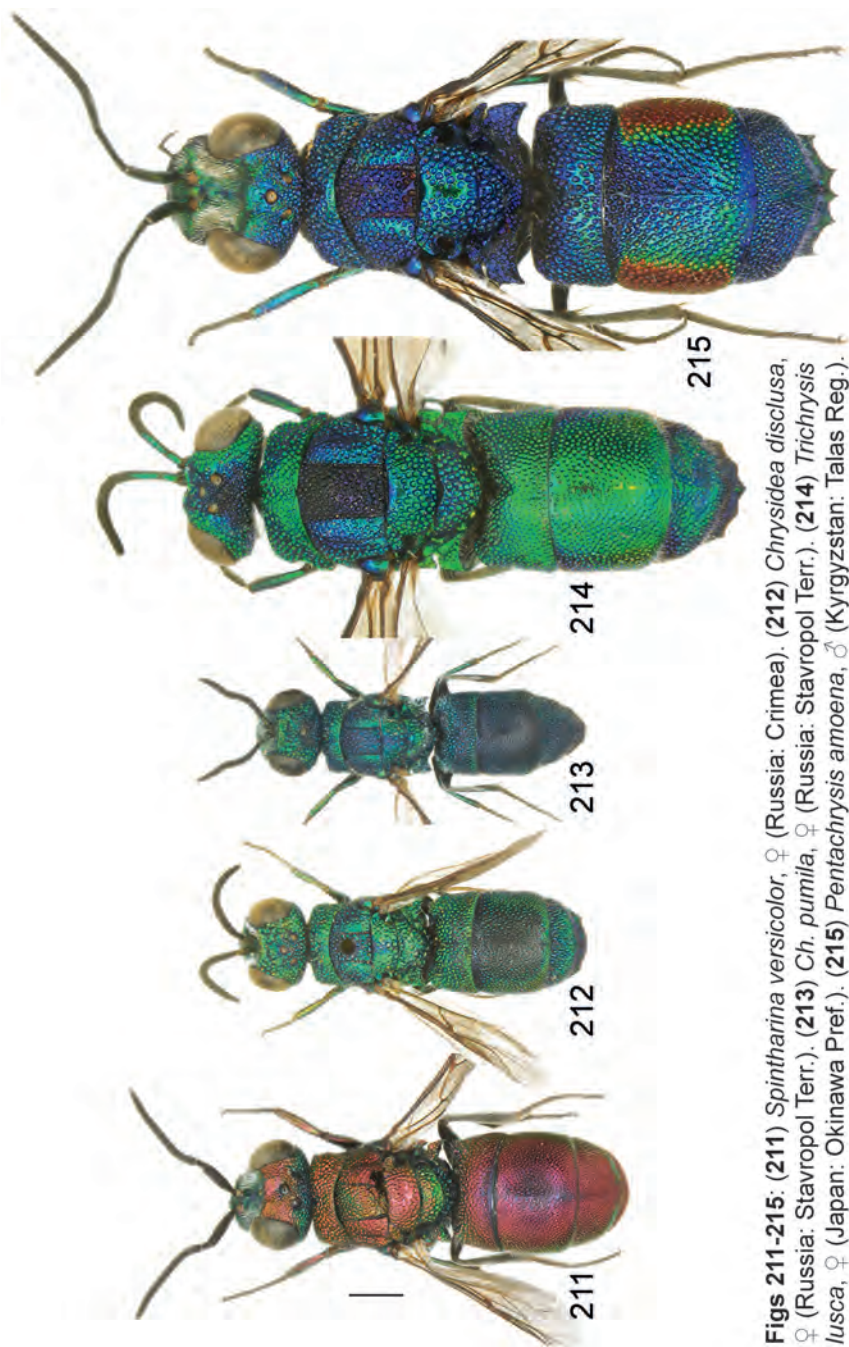 211
212
213
214
215
Figs 211-215: (211) Spintharina versicolor, ♀ (Russia: Crimea). (212) Chrysidea disclusa,
♀ (Russia: Stavropol Terr.). (213) Ch. pumila, ♀ (Russia: Stavropol Terr.). (214) Trichrysis
lusca, ♀ (Japan: Okinawa Pref.). (215) Pentachrysis amoena, ♂ (Kyrgyzstan: Talas Reg.).